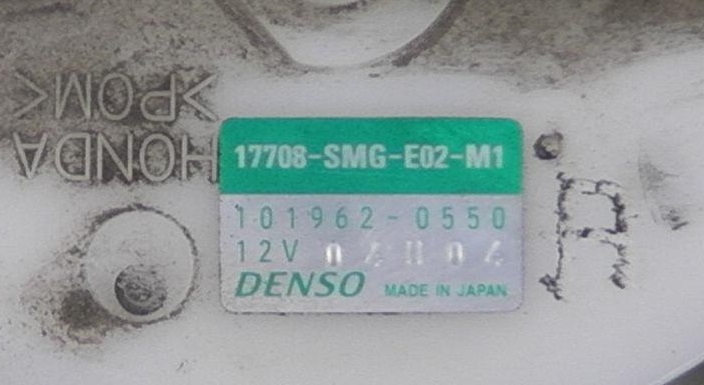 >POM<
HONDA
17708-SMG-E02-M1
101962-0550
12V
DENSO MADE IN JAPAN